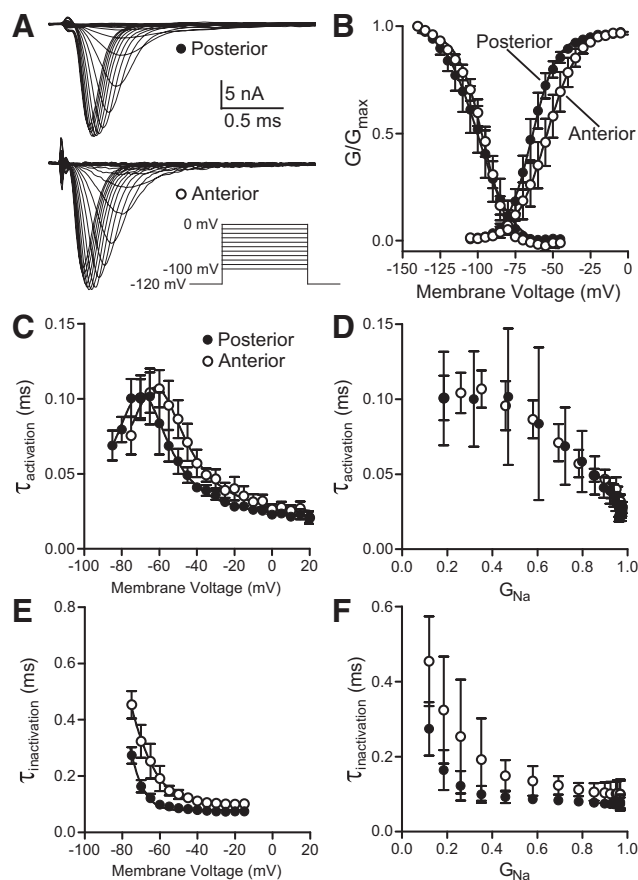 A
● Posterior
5 nA
0.5 ms
○ Anterior
0 mV
-100 mV
-120 mV
B
G/Gmax
1.0
0.5
0.0
Posterior
Anterior
-150 -125 -100 -75 -50 -25 0
Membrane Voltage (mV)
C
τactivation (ms)
0.15
0.10
0.05
0.00
● Posterior
○ Anterior
-100 -80 -60 -40 -20 0 20
Membrane Voltage (mV)
D
τactivation (ms)
0.15
0.10
0.05
0.00
0.0 0.2 0.4 0.6 0.8 1.0
GNa
E
τinactivation (ms)
0.8
0.6
0.4
0.2
0.0
-100 -80 -60 -40 -20 0 20
Membrane Voltage (mV)
F
τinactivation (ms)
0.6
0.4
0.2
0.0
0.0 0.2 0.4 0.6 0.8 1.0
GNa